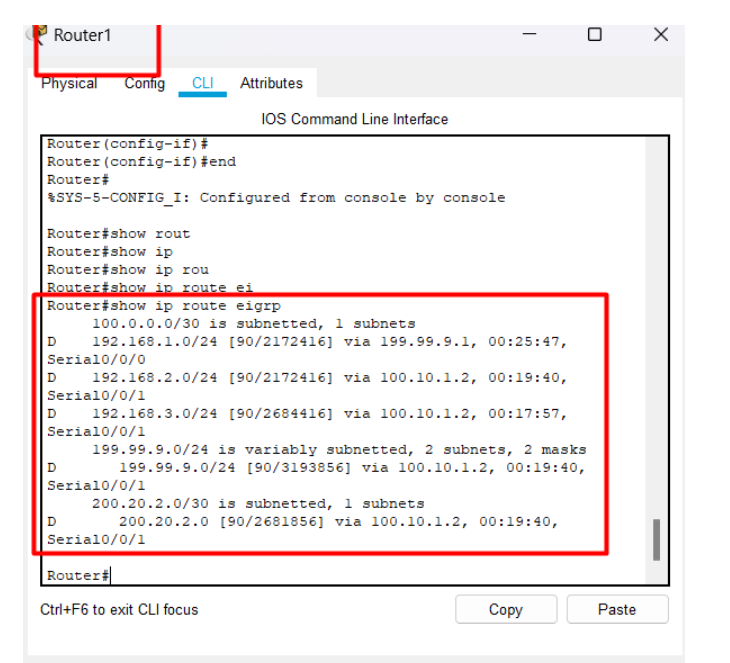 Router1
Physical Config CLI Attributes
IOS Command Line Interface
Router(config-if)#
Router(config-if)#end
Router#
%SYS-5-CONFIG_I: Configured from console by console
Router#show rout
Router#show ip
Router#show ip rou
Router#show ip route ei
Router#show ip route eigrp
100.0.0.0/30 is subnetted, 1 subnets
D 192.168.1.0/24 [90/2172416] via 199.99.9.1, 00:25:47,
Serial0/0/0
D 192.168.2.0/24 [90/2172416] via 100.10.1.2, 00:19:40,
Serial0/0/1
D 192.168.3.0/24 [90/2684416] via 100.10.1.2, 00:17:57,
Serial0/0/1
199.99.9.0/24 is variably subnetted, 2 subnets, 2 masks
D 199.99.9.0/24 [90/3193856] via 100.10.1.2, 00:19:40,
Serial0/0/1
200.20.2.0/30 is subnetted, 1 subnets
D 200.20.2.0 [90/2681856] via 100.10.1.2, 00:19:40,
Serial0/0/1
Router#
Ctrl+F6 to exit CLI focus
Copy Paste